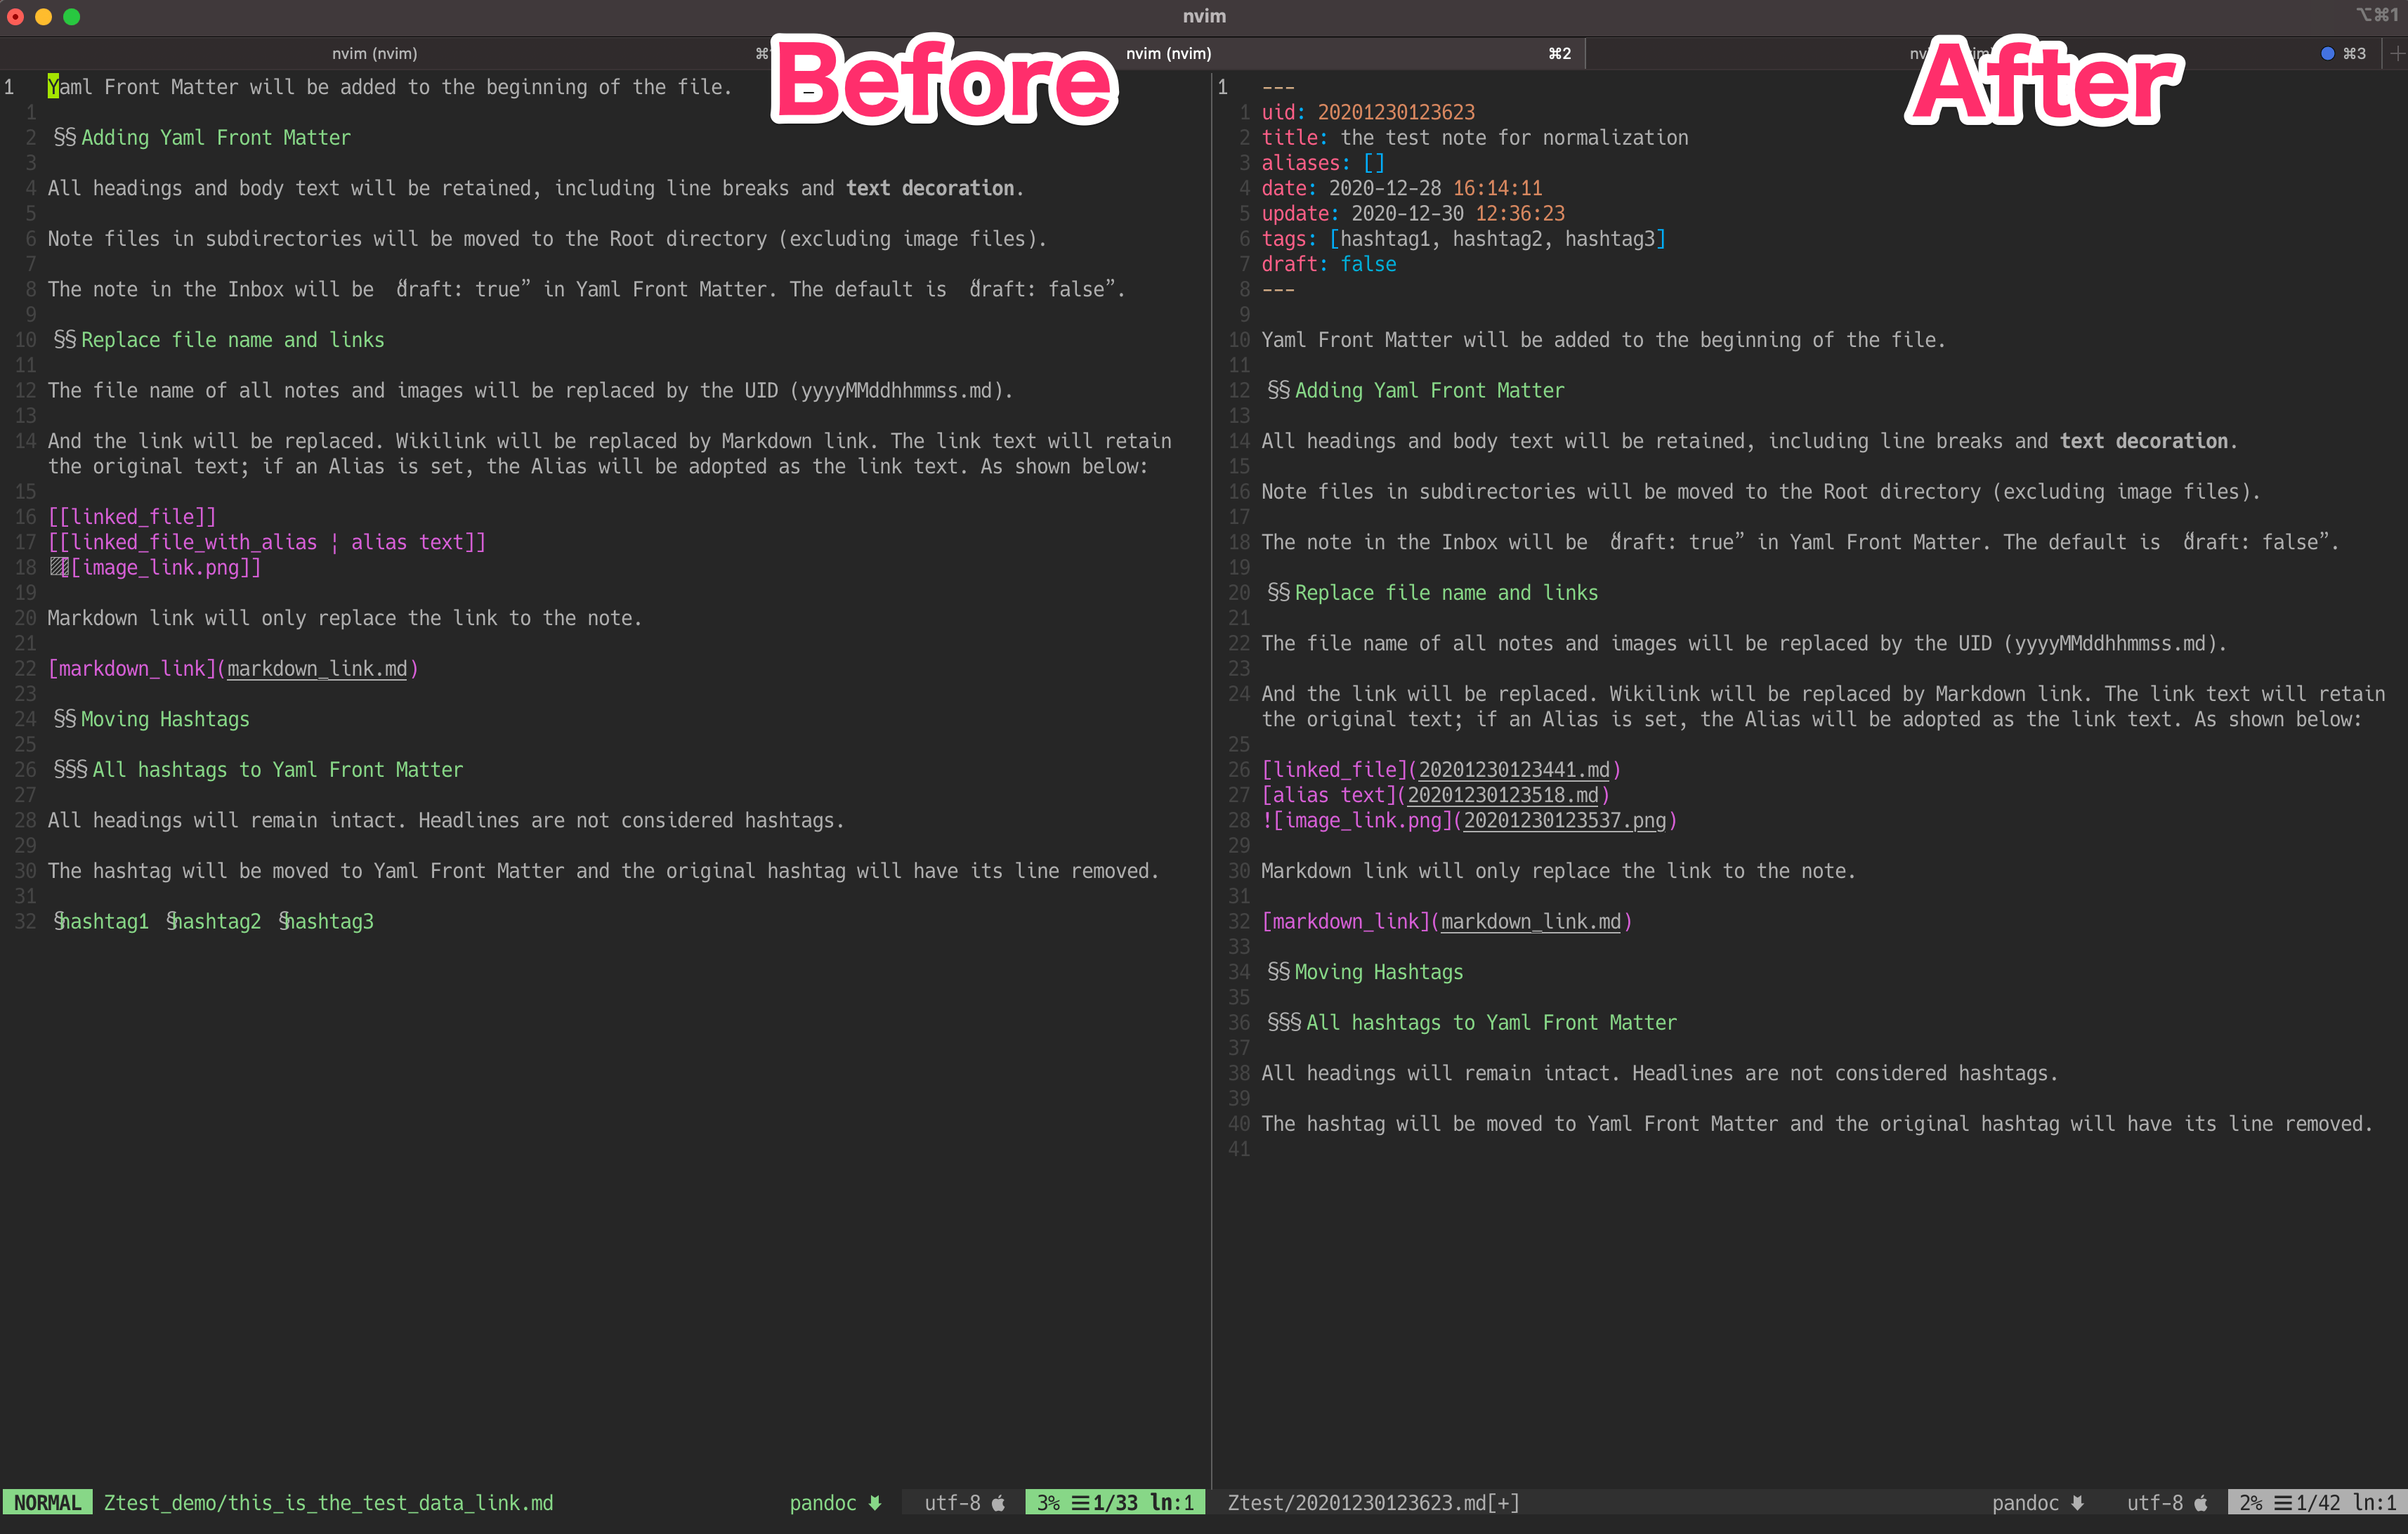 nvim
⌥⌘1
nvim (nvim)
⌘
nvim (nvim)
⌘2
⌘3
Before
After
1 Yaml Front Matter will be added to the beginning of the file.
1
2 §§ Adding Yaml Front Matter
3
4 All headings and body text will be retained, including line breaks and text decoration.
5
6 Note files in subdirectories will be moved to the Root directory (excluding image files).
7
8 The note in the Inbox will be “draft: true” in Yaml Front Matter. The default is “draft: false”.
9
10 §§ Replace file name and links
11
12 The file name of all notes and images will be replaced by the UID (yyyyMMddhhmmss.md).
13
14 And the link will be replaced. Wikilink will be replaced by Markdown link. The link text will retain
the original text; if an Alias is set, the Alias will be adopted as the link text. As shown below:
15
16 [[linked_file]]
17 [[linked_file_with_alias ¦ alias text]]
18 [[image_link.png]]
19
20 Markdown link will only replace the link to the note.
21
22 [markdown_link](markdown_link.md)
23
24 §§ Moving Hashtags
25
26 §§§ All hashtags to Yaml Front Matter
27
28 All headings will remain intact. Headlines are not considered hashtags.
29
30 The hashtag will be moved to Yaml Front Matter and the original hashtag will have its line removed.
31
32 §hashtag1 §hashtag2 §hashtag3
NORMAL Ztest_demo/this_is_the_test_data_link.md pandoc utf-8 3% ☰ 1/33 ln:1
1 ---
1 uid: 20201230123623
2 title: the test note for normalization
3 aliases: []
4 date: 2020-12-28 16:14:11
5 update: 2020-12-30 12:36:23
6 tags: [hashtag1, hashtag2, hashtag3]
7 draft: false
8 ---
9
10 Yaml Front Matter will be added to the beginning of the file.
11
12 §§ Adding Yaml Front Matter
13
14 All headings and body text will be retained, including line breaks and text decoration.
15
16 Note files in subdirectories will be moved to the Root directory (excluding image files).
17
18 The note in the Inbox will be “draft: true” in Yaml Front Matter. The default is “draft: false”.
19
20 §§ Replace file name and links
21
22 The file name of all notes and images will be replaced by the UID (yyyyMMddhhmmss.md).
23
24 And the link will be replaced. Wikilink will be replaced by Markdown link. The link text will retain
the original text; if an Alias is set, the Alias will be adopted as the link text. As shown below:
25
26 [linked_file](20201230123441.md)
27 [alias text](20201230123518.md)
28 ![image_link.png](20201230123537.png)
29
30 Markdown link will only replace the link to the note.
31
32 [markdown_link](markdown_link.md)
33
34 §§ Moving Hashtags
35
36 §§§ All hashtags to Yaml Front Matter
37
38 All headings will remain intact. Headlines are not considered hashtags.
39
40 The hashtag will be moved to Yaml Front Matter and the original hashtag will have its line removed.
41
Ztest/20201230123623.md[+] pandoc utf-8 2% ☰ 1/42 ln:1